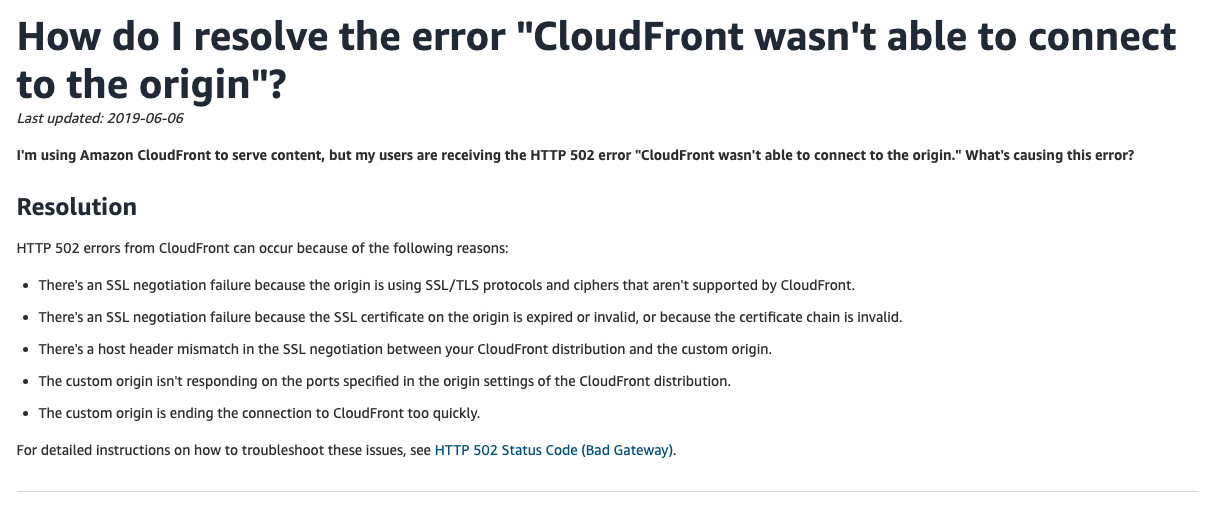 How do I resolve the error "CloudFront wasn't able to connect
to the origin"?
Last updated: 2019-06-06
I'm using Amazon CloudFront to serve content, but my users are receiving the HTTP 502 error "CloudFront wasn't able to connect to the origin." What's causing this error?
Resolution
HTTP 502 errors from CloudFront can occur because of the following reasons:
• There's an SSL negotiation failure because the origin is using SSL/TLS protocols and ciphers that aren't supported by CloudFront.
• There's an SSL negotiation failure because the SSL certificate on the origin is expired or invalid, or because the certificate chain is invalid.
• There's a host header mismatch in the SSL negotiation between your CloudFront distribution and the custom origin.
• The custom origin isn't responding on the ports specified in the origin settings of the CloudFront distribution.
• The custom origin is ending the connection to CloudFront too quickly.
For detailed instructions on how to troubleshoot these issues, see HTTP 502 Status Code (Bad Gateway).